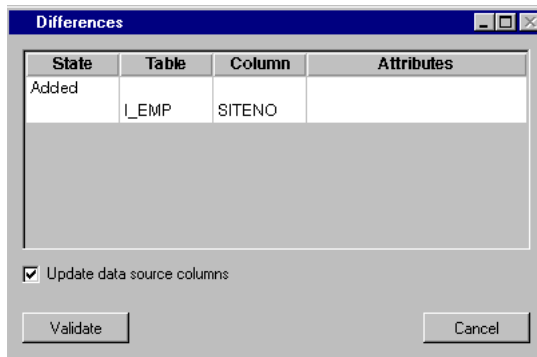 Differences
State Table Column Attributes
Added
I_EMP SITENO
Update data source columns
Validate Cancel